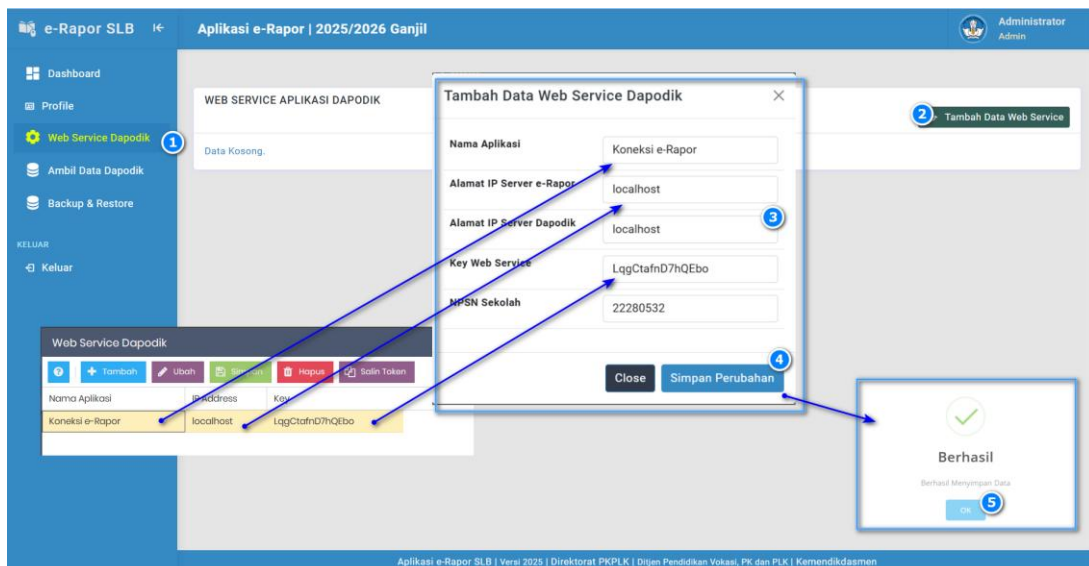 e-Rapor SLB
Aplikasi e-Rapor | 2025/2026 Ganjil
Administrator
Admin
Dashboard
Profile
Web Service Dapodik
1
Ambil Data Dapodik
Backup & Restore
KELUAR
Keluar
WEB SERVICE APLIKASI DAPODIK
2
Tambah Data Web Service
Data Kosong.
Tambah Data Web Service Dapodik
Nama Aplikasi
Koneksi e-Rapor
Alamat IP Server e-Rapor
localhost
Alamat IP Server Dapodik
localhost
3
Key Web Service
LqgCtafnD7hQEbo
NPSN Sekolah
22280532
4
Close
Simpan Perubahan
Web Service Dapodik
Tambah Ubah Simpan Hapus Salin Token
Nama Aplikasi IP Address Key
Koneksi e-Rapor localhost LqgCtafnD7hQEbo
Berhasil
Berhasil Menyimpan Data
OK
5
Aplikasi e-Rapor SLB | Versi 2025 | Direktorat PKPLK | Ditjen Pendidikan Vokasi, PK dan PLK | Kemendikdasmen